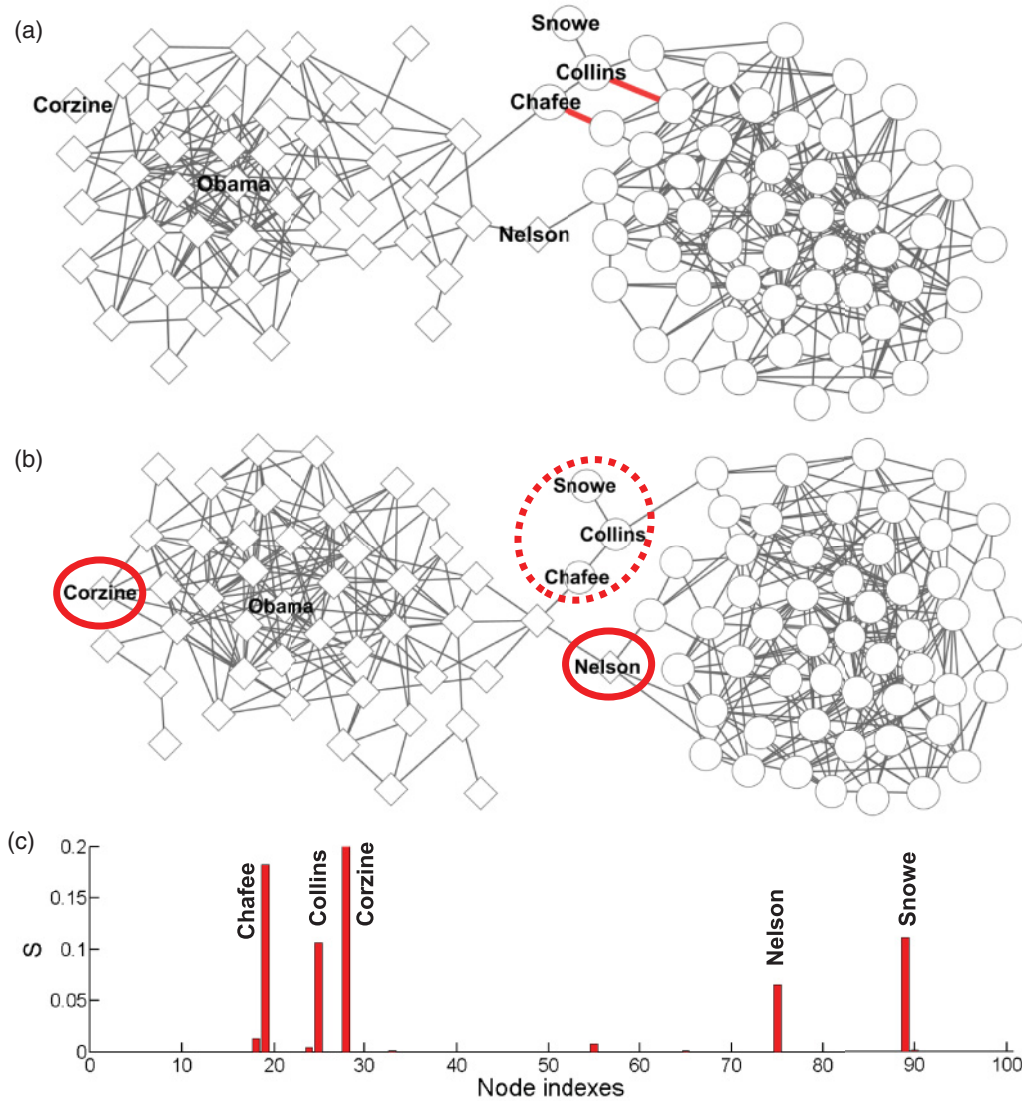 (a)
Snowe
Collins
Chafee
Corzine
Obama
Nelson
(b)
Snowe
Collins
Chafee
Corzine
Obama
Nelson
(c)
S
0.2
0.15
0.1
0.05
0
Chafee
Collins
Corzine
Nelson
Snowe
0 10 20 30 40 50 60 70 80 90 100
Node indexes